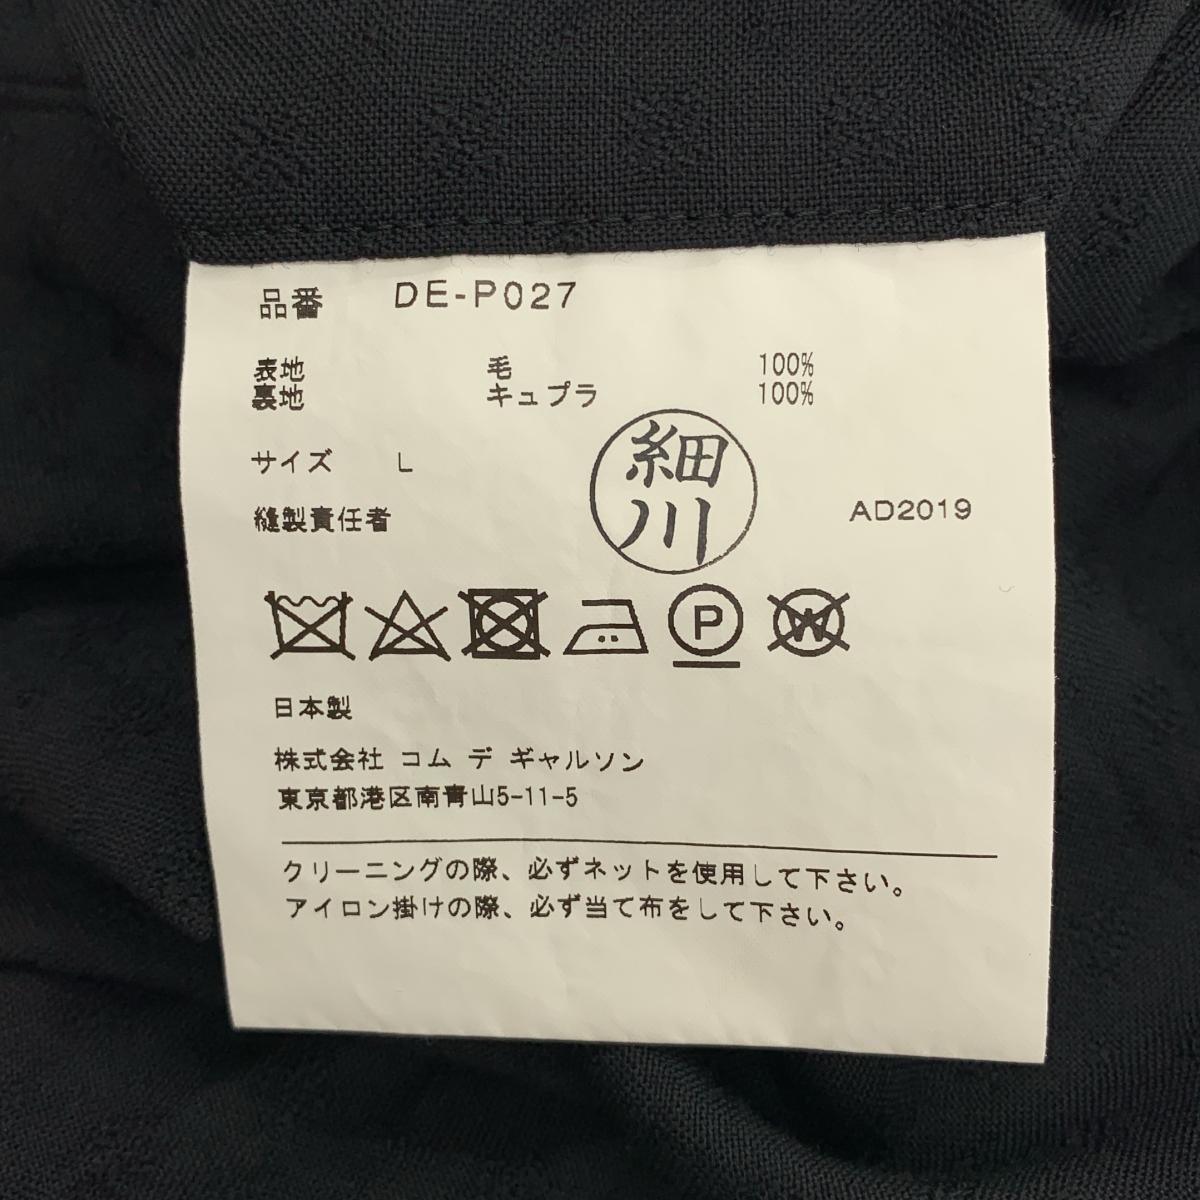 品番 DE-P027
表地 毛 100%
裏地 キュプラ 100%
サイズ L
縫製責任者 細川 AD2019
P W
日本製
株式会社 コム デ ギャルソン
東京都港区南青山5-11-5
クリーニングの際、必ずネットを使用して下さい。
アイロン掛けの際、必ず当て布をして下さい。